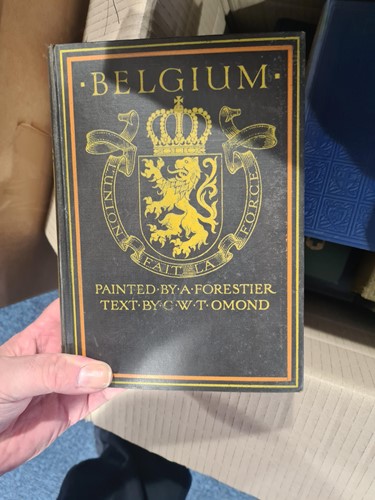 ·BELGIUM·
L'UNION FAIT LA FORCE
PAINTED·BY·A·FORESTIER
TEXT·BY·G·W·T·OMOND